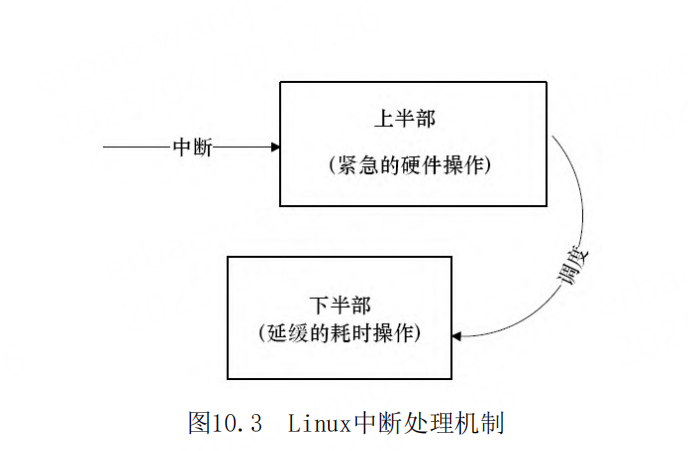 中断
上半部
(紧急的硬件操作)
调度
下半部
(延缓的耗时操作)
图10.3 Linux中断处理机制